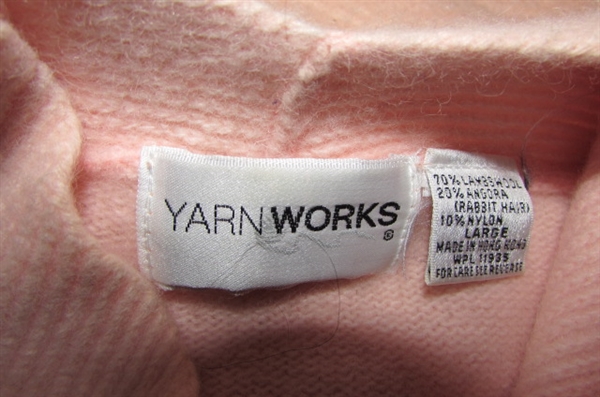 YARNWORKS®
70% LAMBSWOOL
20% ANGORA
(RABBIT HAIR)
10% NYLON
LARGE
MADE IN HONG KONG
WPL 11935
FOR CARE SEE REVERSE